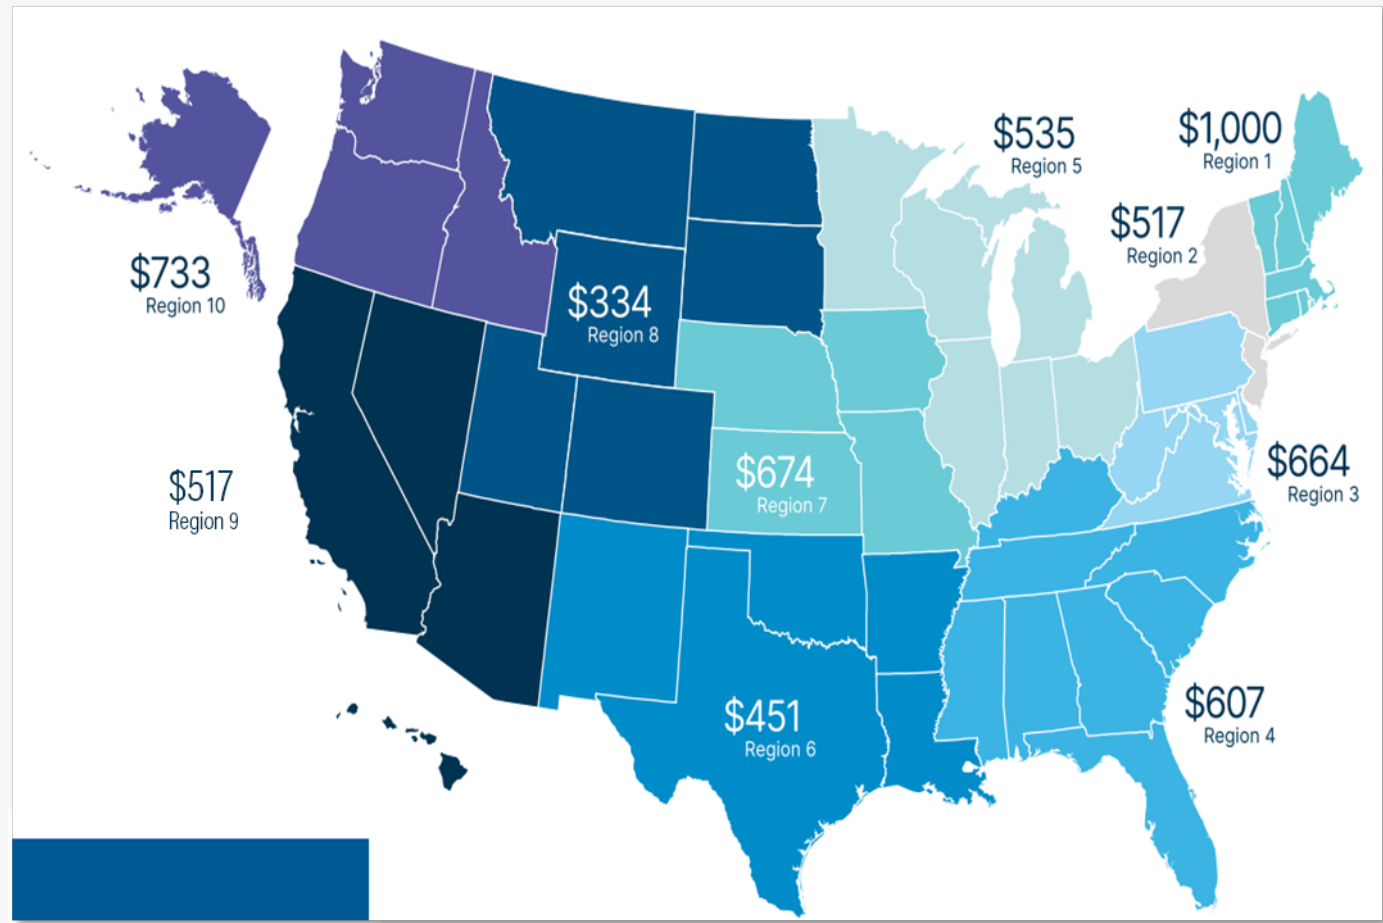 $535
Region 5
$1,000
Region 1
$517
Region 2
$733
Region 10
$334
Region 8
$674
Region 7
$664
Region 3
$517
Region 9
$451
Region 6
$607
Region 4